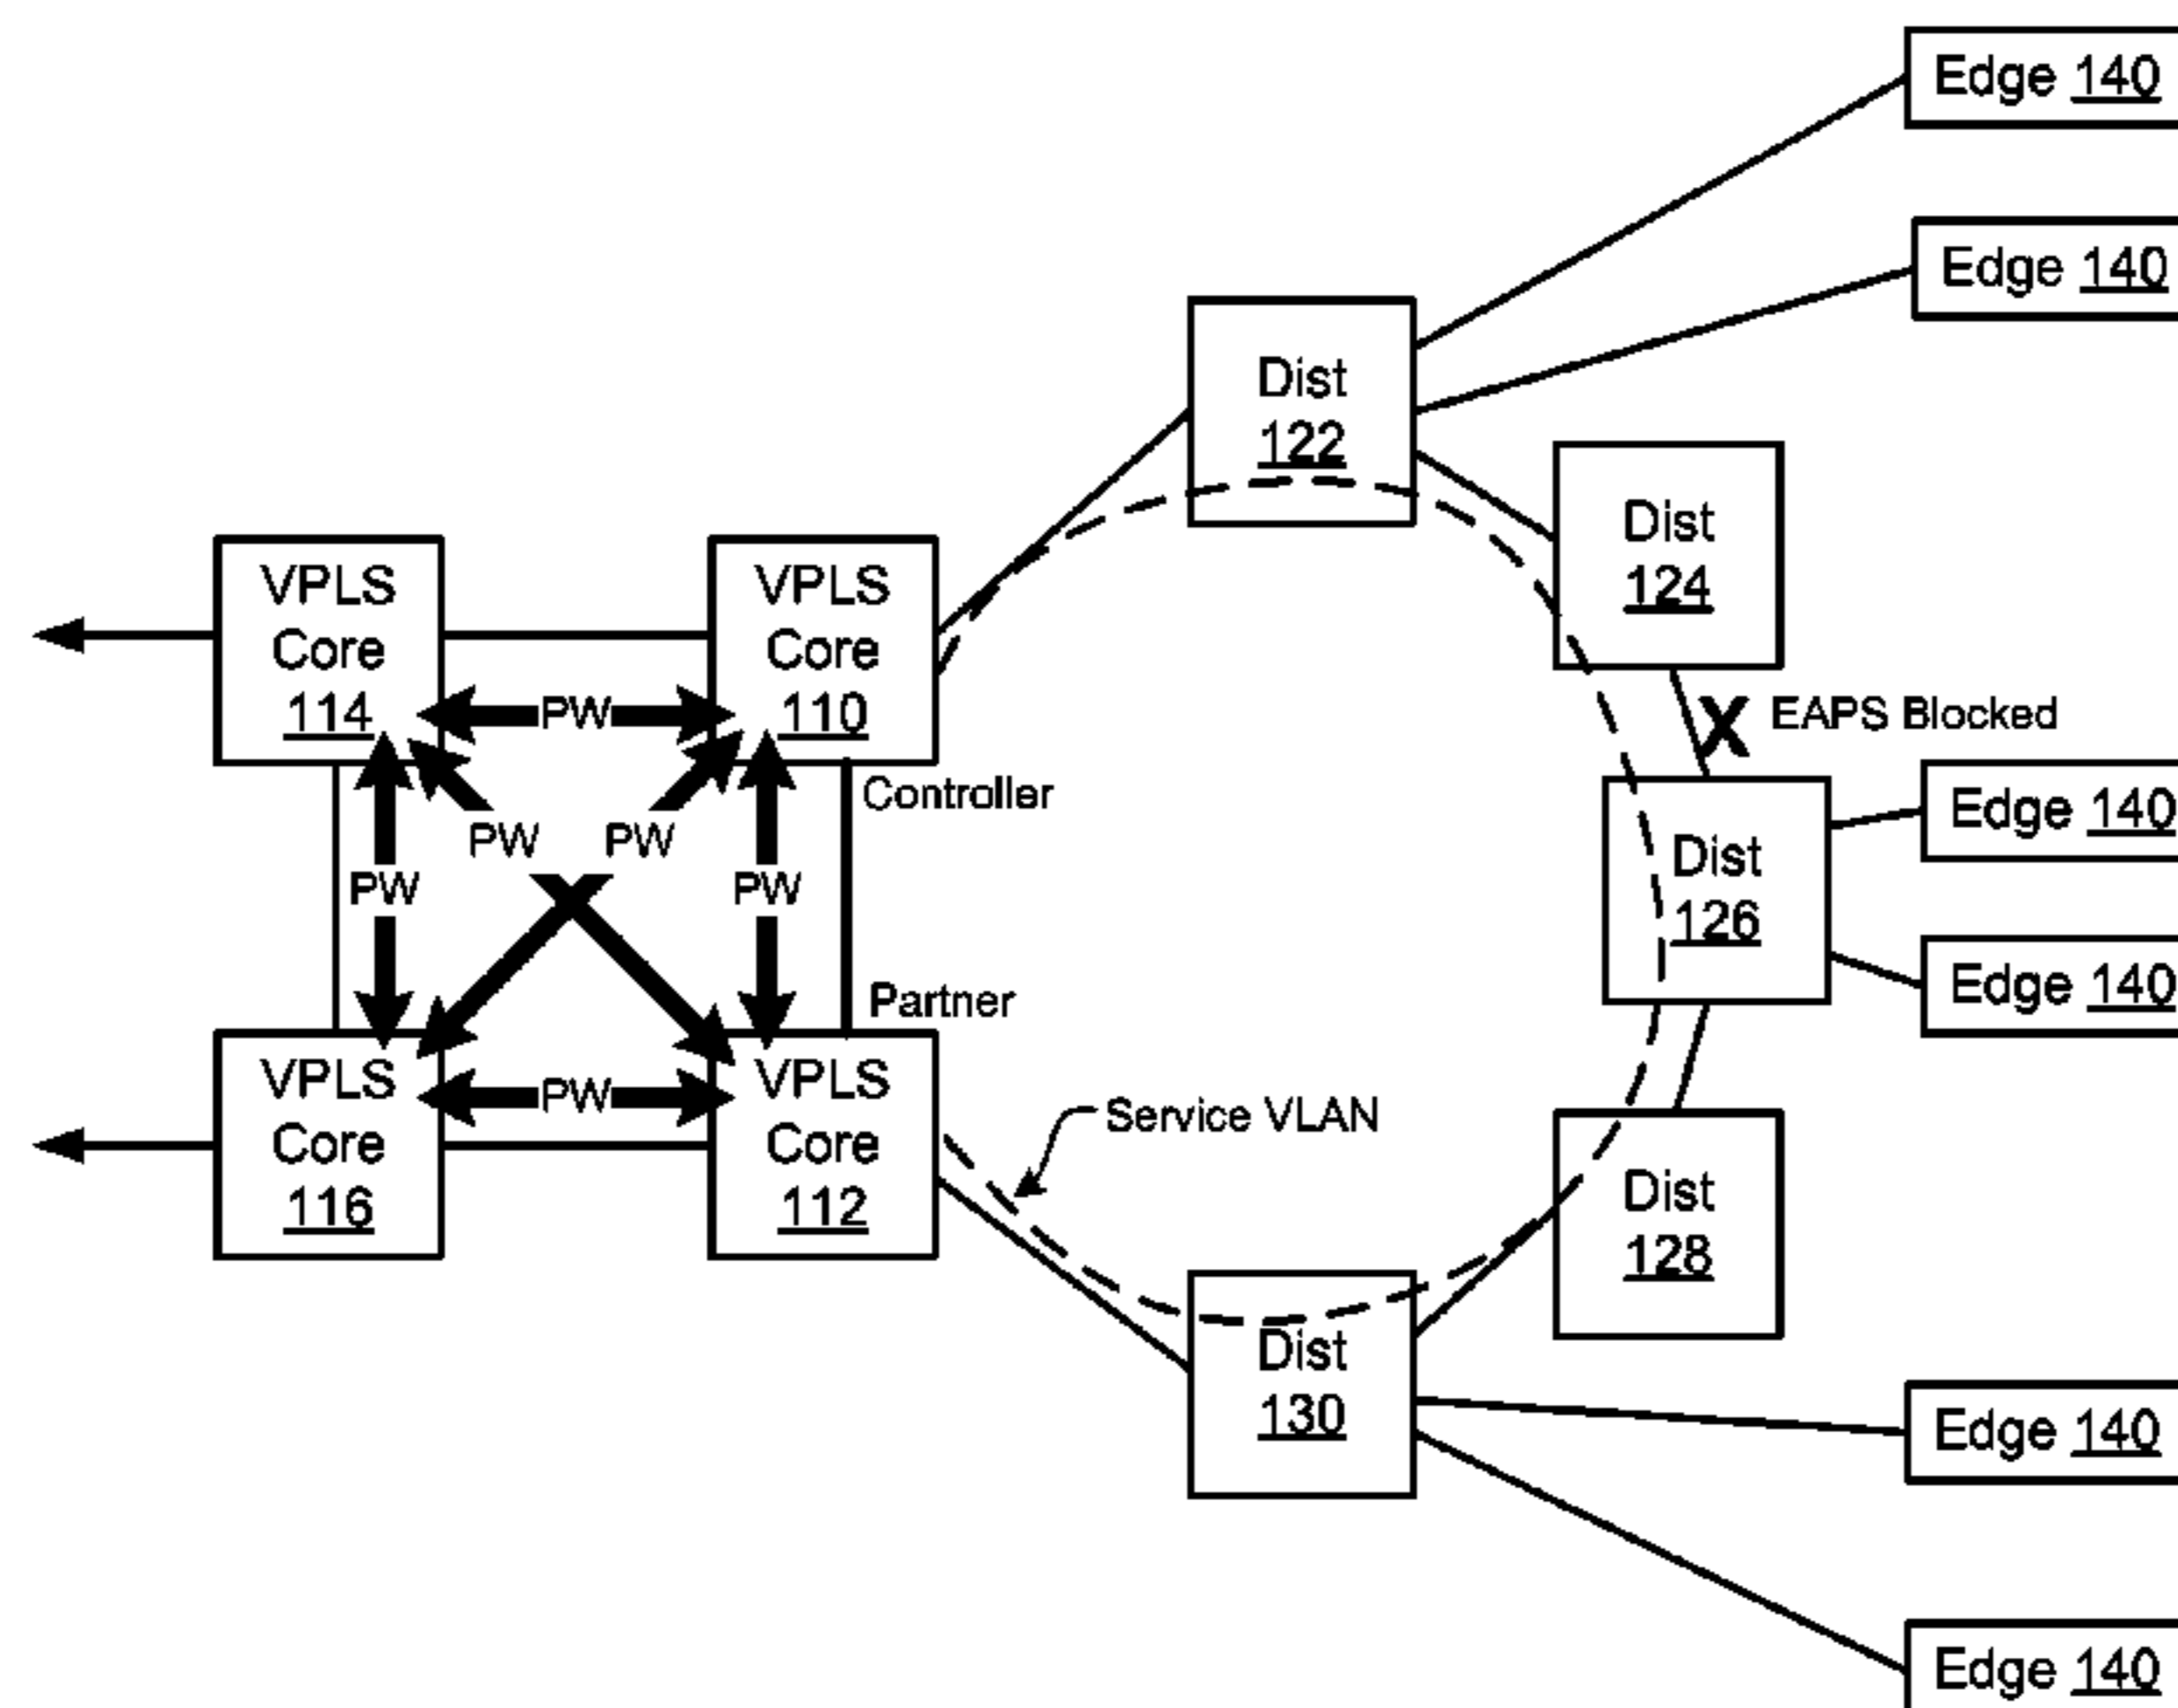 Edge 140
Edge 140
Dist
122
Dist
124
VPLS
Core
114
VPLS
Core
110
PW
EAPS Blocked
Controller
Edge 140
PW
PW
PW
PW
Dist
126
Edge 140
Partner
VPLS
Core
116
PW
VPLS
Core
112
Service VLAN
Dist
128
Dist
130
Edge 140
Edge 140